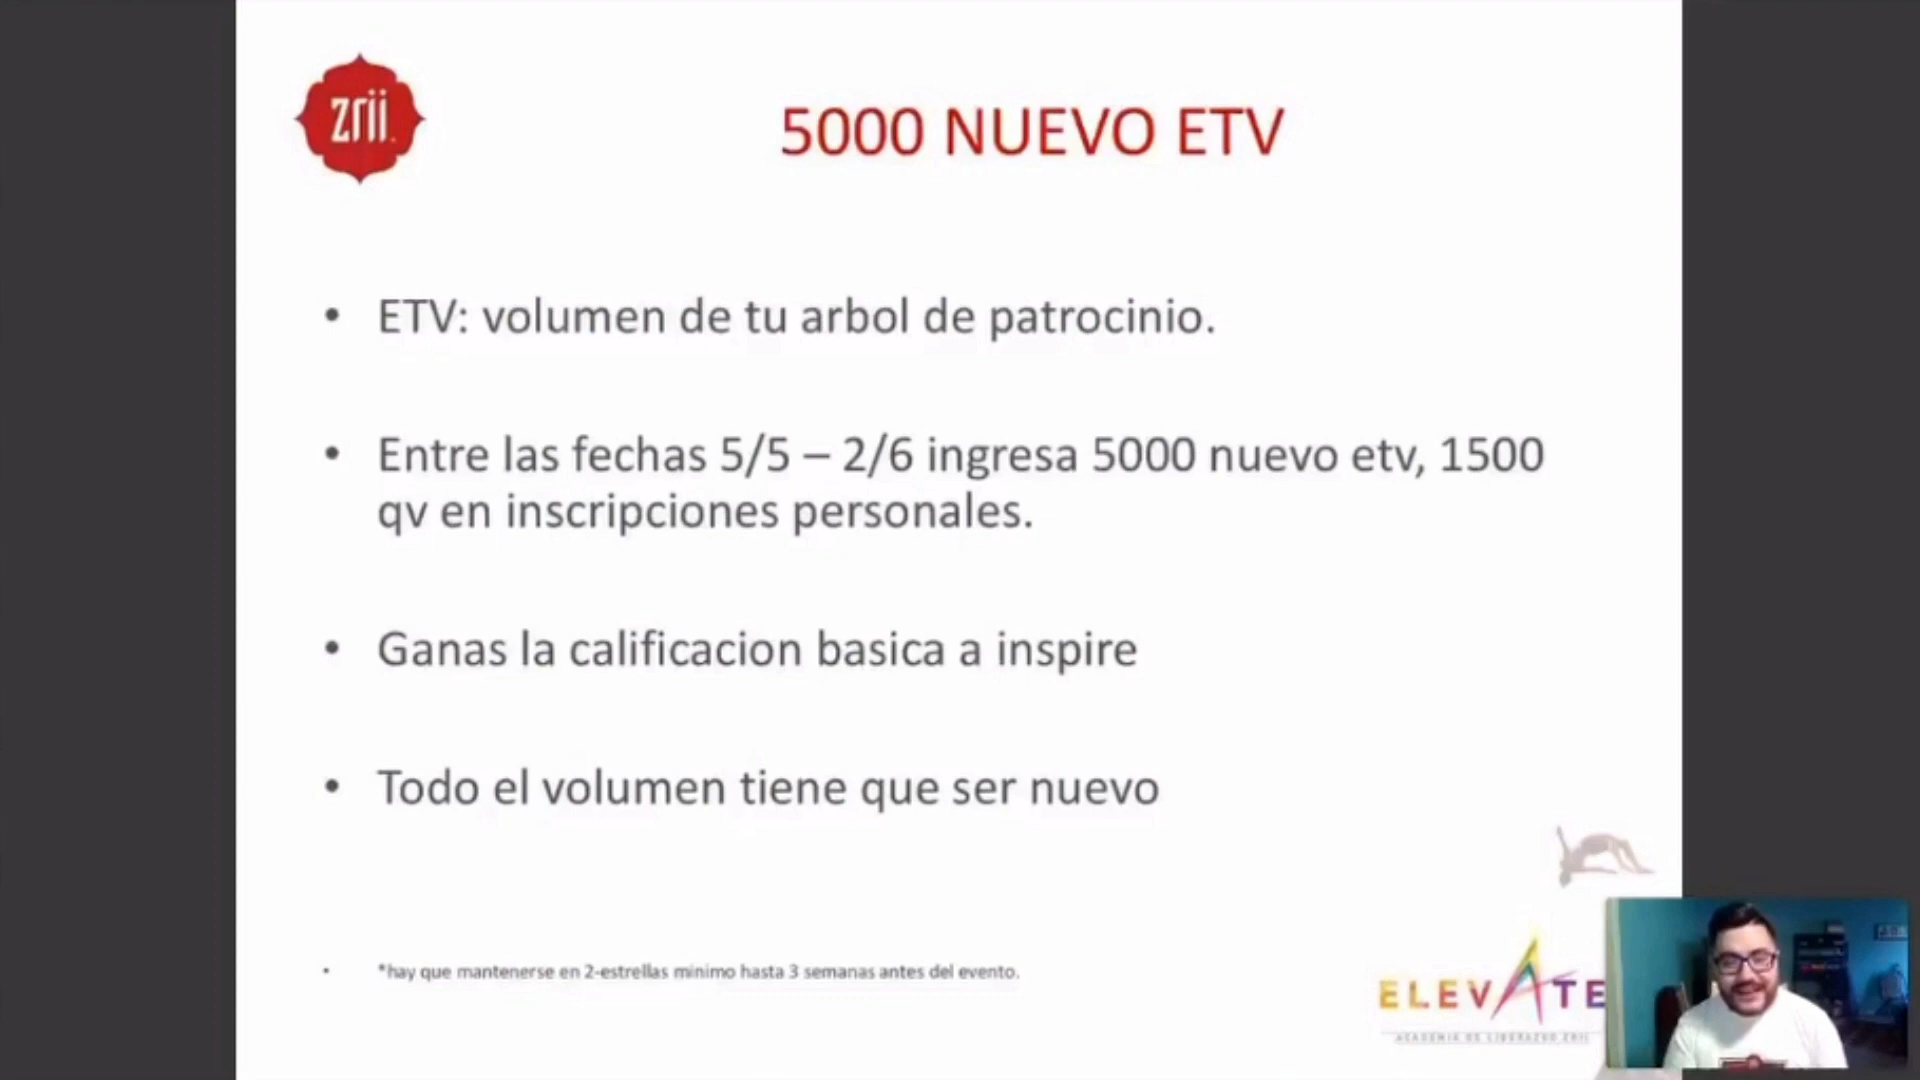 zrii.
5000 NUEVO ETV
• ETV: volumen de tu arbol de patrocinio.
• Entre las fechas 5/5 – 2/6 ingresa 5000 nuevo etv, 1500
qv en inscripciones personales.
• Ganas la calificacion basica a inspire
• Todo el volumen tiene que ser nuevo
• *hay que mantenerse en 2-estrellas minimo hasta 3 semanas antes del evento.
ELEVATE
ACADEMIA DE LIDERAZGO ZRII